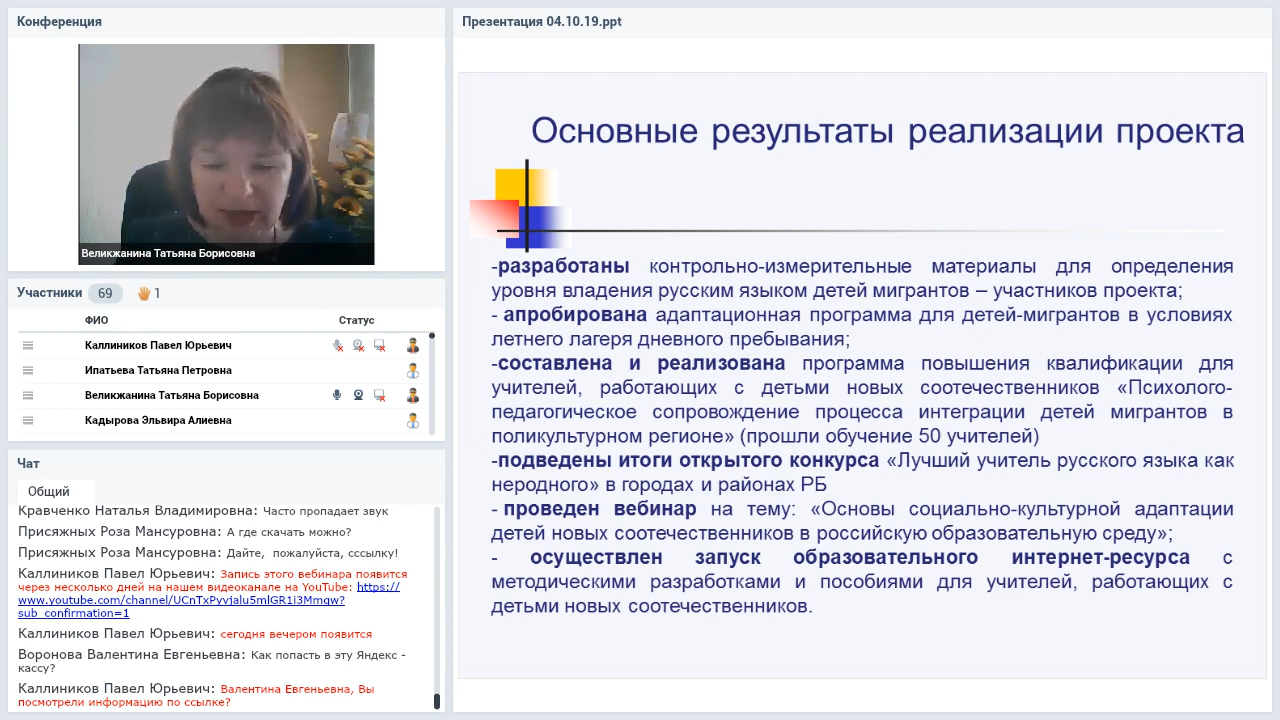 Конференция
Великжанина Татьяна Борисовна
Участники 69 1
ФИО Статус
Каллиников Павел Юрьевич
Ипатьева Татьяна Петровна
Великжанина Татьяна Борисовна
Кадырова Эльвира Алиевна
Чат
Общий
Кравченко Наталья Владимировна: Часто пропадает звук
Присяжных Роза Мансуровна: А где скачать можно?
Присяжных Роза Мансуровна: Дайте, пожалуйста, сссылку!
Каллиников Павел Юрьевич: Запись этого вебинара появится
через несколько дней на нашем видеоканале на YouTube: https://
www.youtube.com/channel/UCnTxPyvjalu5mlGR1i3Mmqw?
sub_confirmation=1
Каллиников Павел Юрьевич: сегодня вечером появится
Воронова Валентина Евгеньевна: Как попасть в эту Яндекс -
кассу?
Каллиников Павел Юрьевич: Валентина Евгеньевна, Вы
посмотрели информацию по ссылке?
Презентация 04.10.19.ppt
Основные результаты реализации проекта
-разработаны контрольно-измерительные материалы для определения
уровня владения русским языком детей мигрантов – участников проекта;
- апробирована адаптационная программа для детей-мигрантов в условиях
летнего лагеря дневного пребывания;
-составлена и реализована программа повышения квалификации для
учителей, работающих с детьми новых соотечественников «Психолого-
педагогическое сопровождение процесса интеграции детей мигрантов в
поликультурном регионе» (прошли обучение 50 учителей)
-подведены итоги открытого конкурса «Лучший учитель русского языка как
неродного» в городах и районах РБ
- проведен вебинар на тему: «Основы социально-культурной адаптации
детей новых соотечественников в российскую образовательную среду»;
- осуществлен запуск образовательного интернет-ресурса с
методическими разработками и пособиями для учителей, работающих с
детьми новых соотечественников.